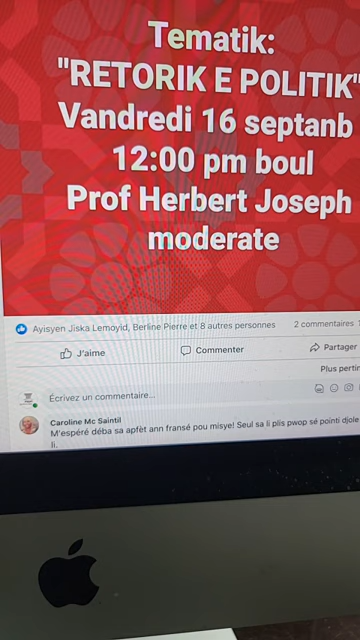 Tematik:
"RETORIK E POLITIK"
Vandredi 16 septanb
12:00 pm boul
Prof Herbert Joseph
moderate
Ayisyen Jiska Lemoyid, Berline Pierre et 8 autres personnes 2 commentaires
J'aime Commenter Partager
Plus pertin
Écrivez un commentaire...
Caroline Mc Saintil
M'espéré déba sa apfèt ann fransé pou misye! Seul sa li plis pwop sé pointi djole
li.